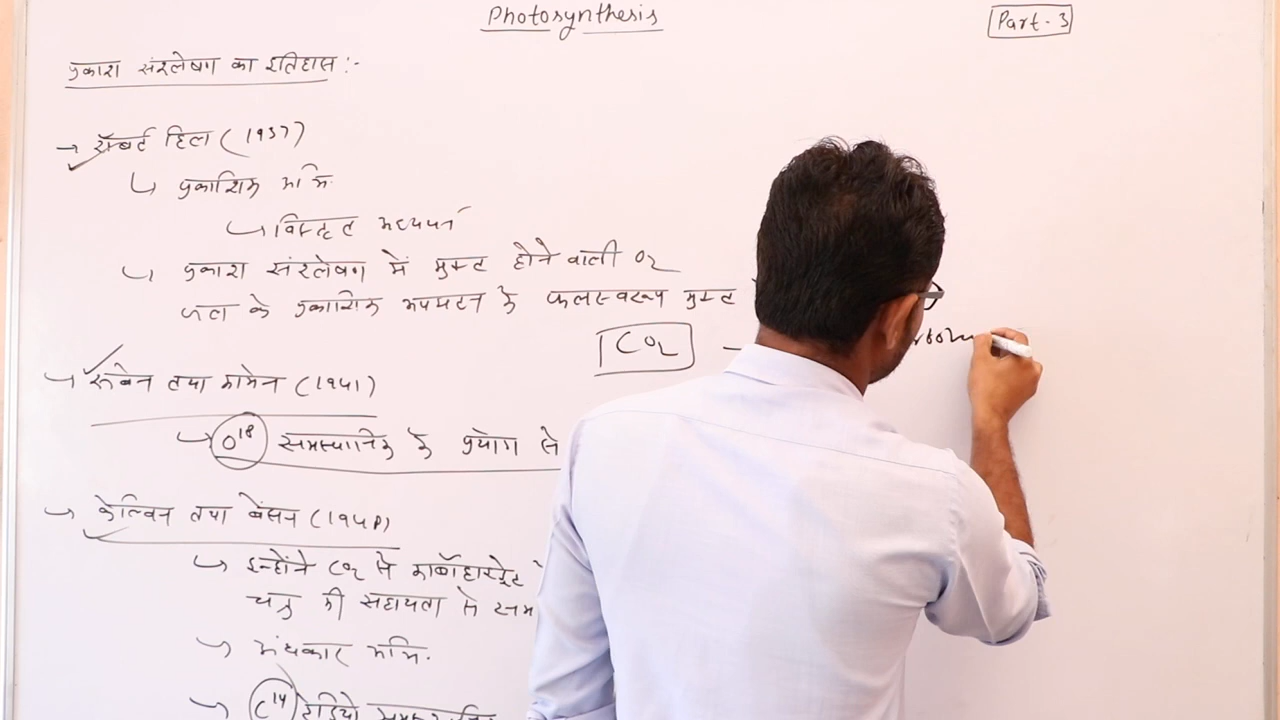 Photosynthesis
Part-3
प्रकाश संश्लेषण का इतिहास :-
→ रॉबर्ट हिल (1937)
↳ प्रकाशिक अभि.
↳ विस्तृत अध्ययन
↳ प्रकाश संश्लेषण में मुक्त होने वाली O₂
जल के प्रकाशिक अपघटन के फलस्वरूप मुक्त
CO₂ →
→ रूबेन तथा कामेन (1941)
↳ O¹⁸ समस्थानिक के प्रयोग से
→ केल्विन तथा बेंसन
↳ इन्होंने CO₂ से कार्बोहाइड्रेट
चक्र की सहायता से
↳ अंधकार अभि.
↳ C¹⁴ रेडियो समस्थानिक